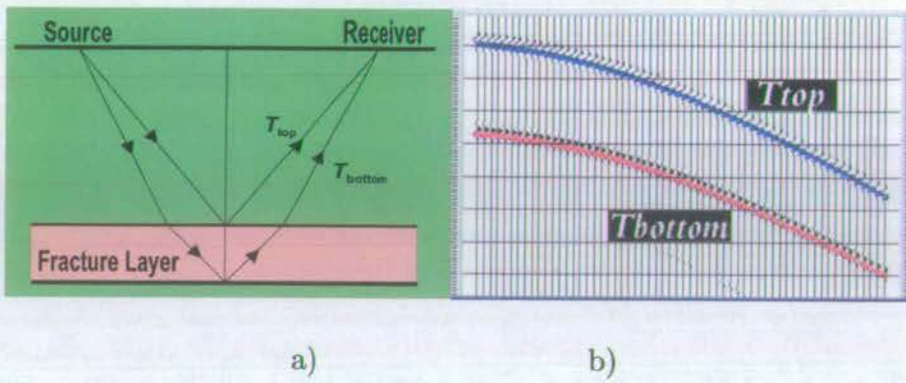 Source
Receiver
Ttop
Tbottom
Fracture Layer
Ttop
Tbottom
a)
b)